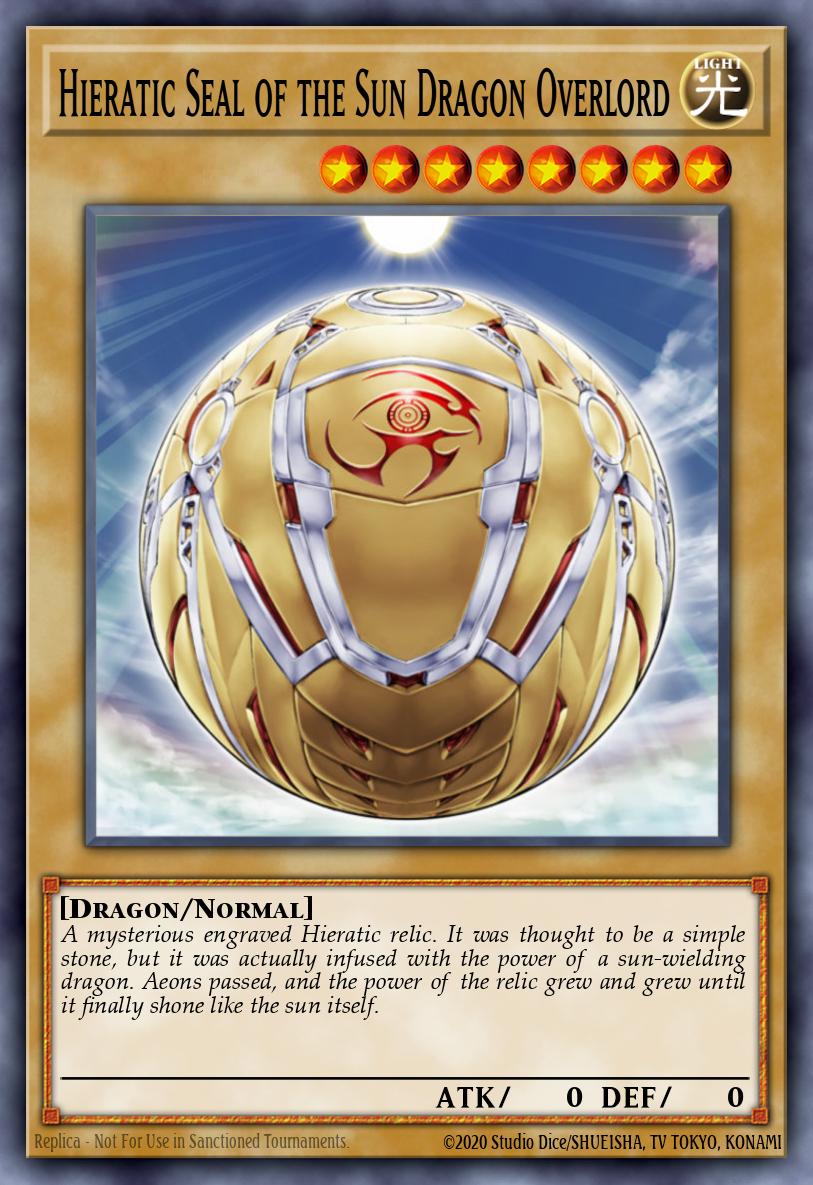 Hieratic Seal of the Sun Dragon Overlord
LIGHT
光
[Dragon/Normal]
A mysterious engraved Hieratic relic. It was thought to be a simple
stone, but it was actually infused with the power of a sun-wielding
dragon. Aeons passed, and the power of the relic grew and grew until
it finally shone like the sun itself.
ATK/ 0 DEF/ 0
Replica - Not For Use in Sanctioned Tournaments.
©2020 Studio Dice/SHUEISHA, TV TOKYO, KONAMI